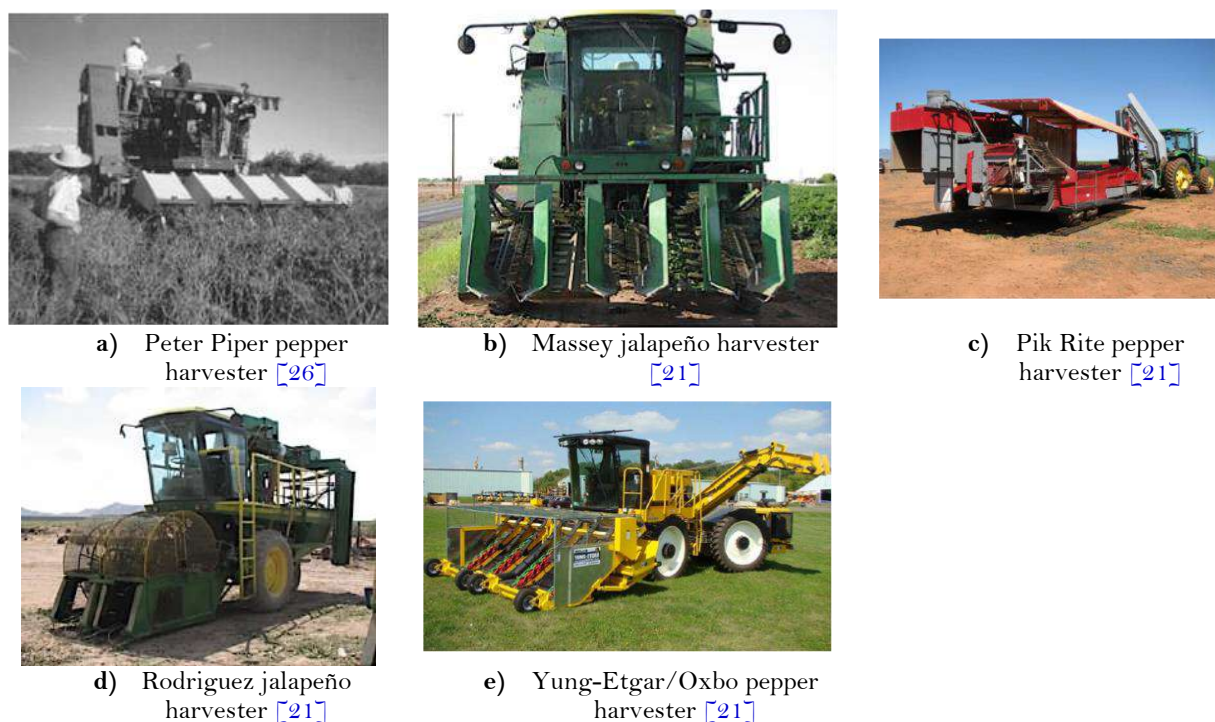 a) Peter Piper pepper
harvester [26]
b) Massey jalapeño harvester
[21]
c) Pik Rite pepper
harvester [21]
d) Rodriguez jalapeño
harvester [21]
e) Yung-Etgar/Oxbo pepper
harvester [21]